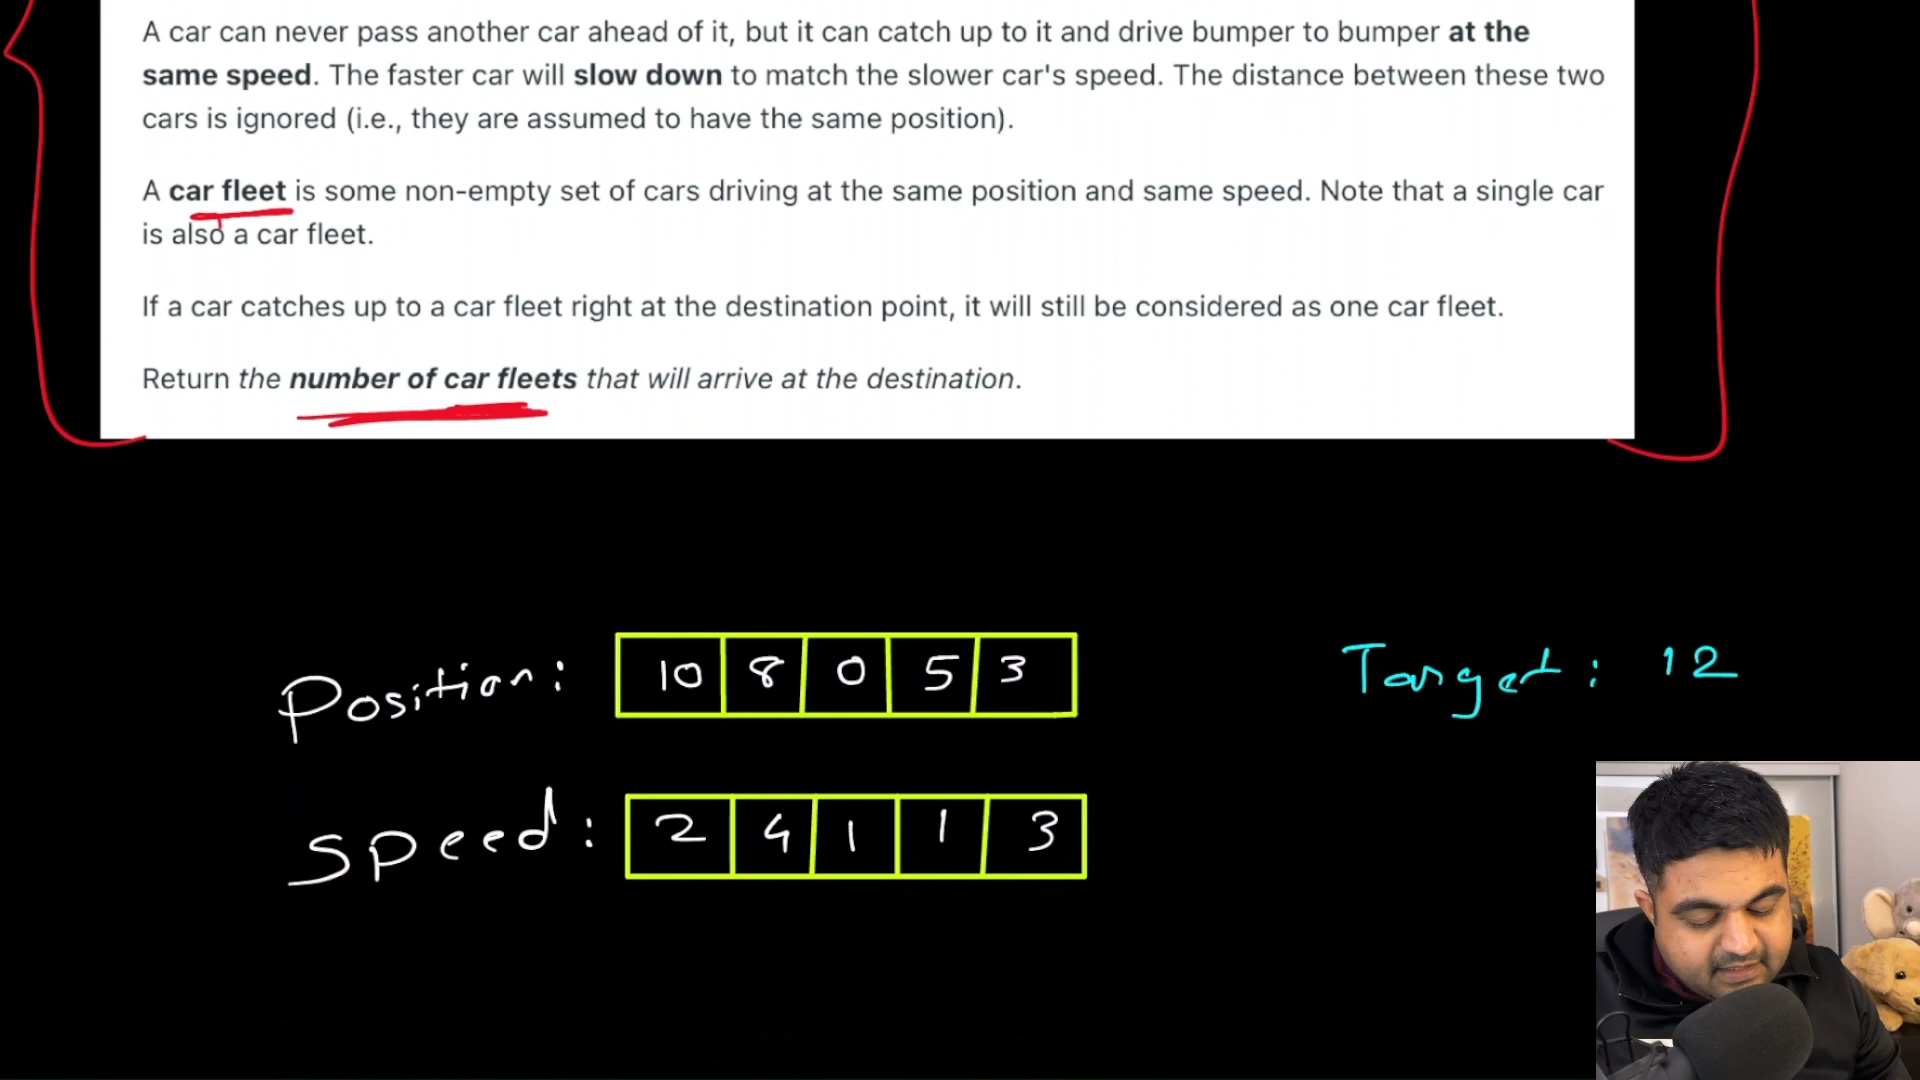 A car can never pass another car ahead of it, but it can catch up to it and drive bumper to bumper at the
same speed. The faster car will slow down to match the slower car's speed. The distance between these two
cars is ignored (i.e., they are assumed to have the same position).
A car fleet is some non-empty set of cars driving at the same position and same speed. Note that a single car
is also a car fleet.
If a car catches up to a car fleet right at the destination point, it will still be considered as one car fleet.
Return the number of car fleets that will arrive at the destination.
Position: 10 8 0 5 3
Target: 12
Speed: 2 4 1 1 3